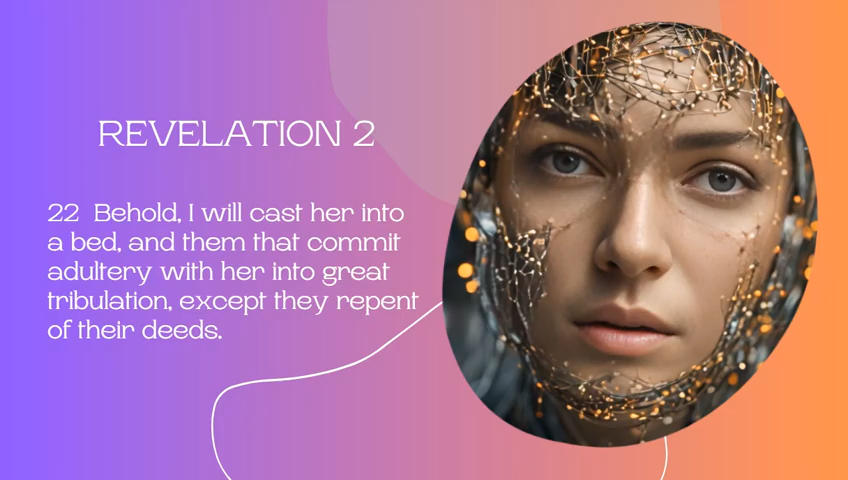 REVELATION 2
22 Behold, I will cast her into
a bed, and them that commit
adultery with her into great
tribulation, except they repent
of their deeds.